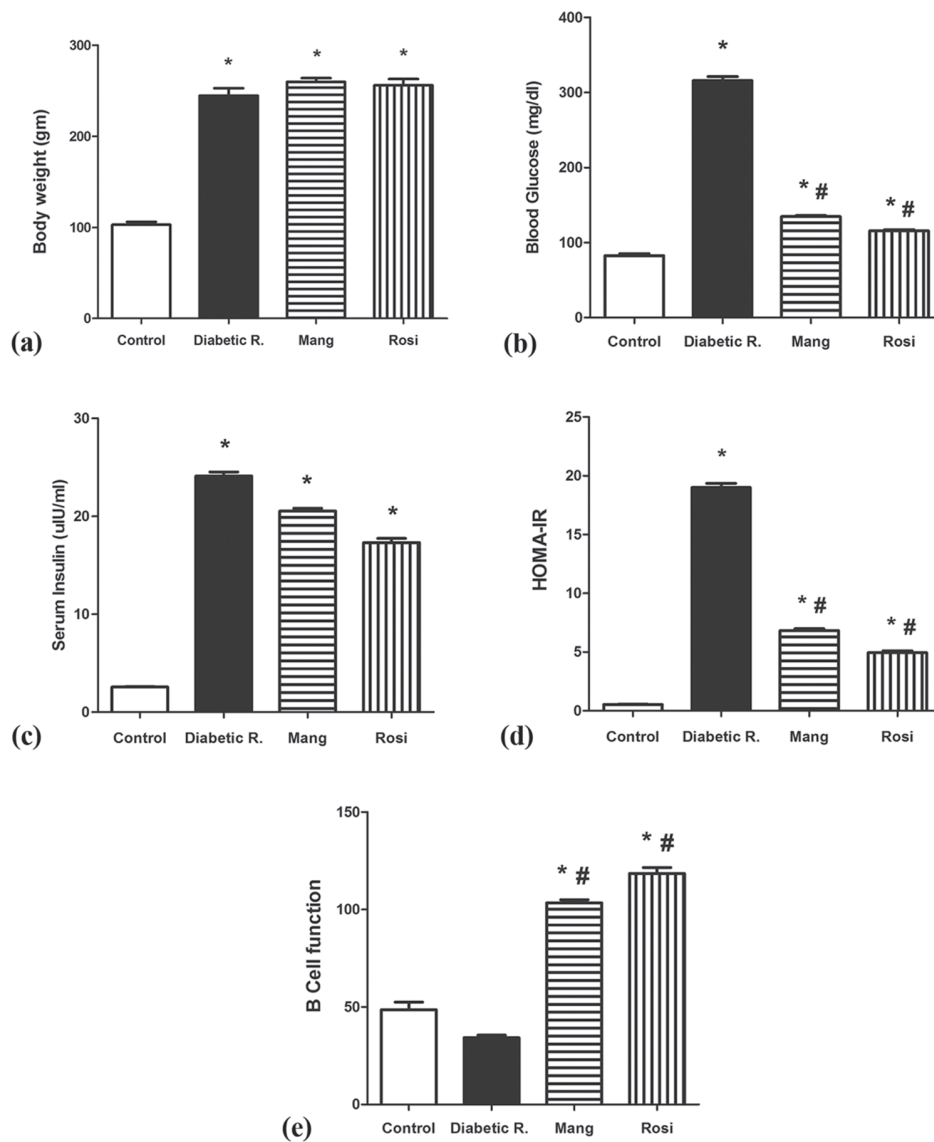 Body weight (gm)
300
200
100
0
* * *
Control Diabetic R. Mang Rosi
(a)
Blood Glucose (mg/dl)
400
300
200
100
0
*
* #
* #
Control Diabetic R. Mang Rosi
(b)
Serum Insulin (uIU/ml)
30
20
10
0
*
*
*
Control Diabetic R. Mang Rosi
(c)
HOMA-IR
25
20
15
10
5
0
*
* #
* #
Control Diabetic R. Mang Rosi
(d)
B Cell function
150
100
50
0
* #
* #
Control Diabetic R. Mang Rosi
(e)